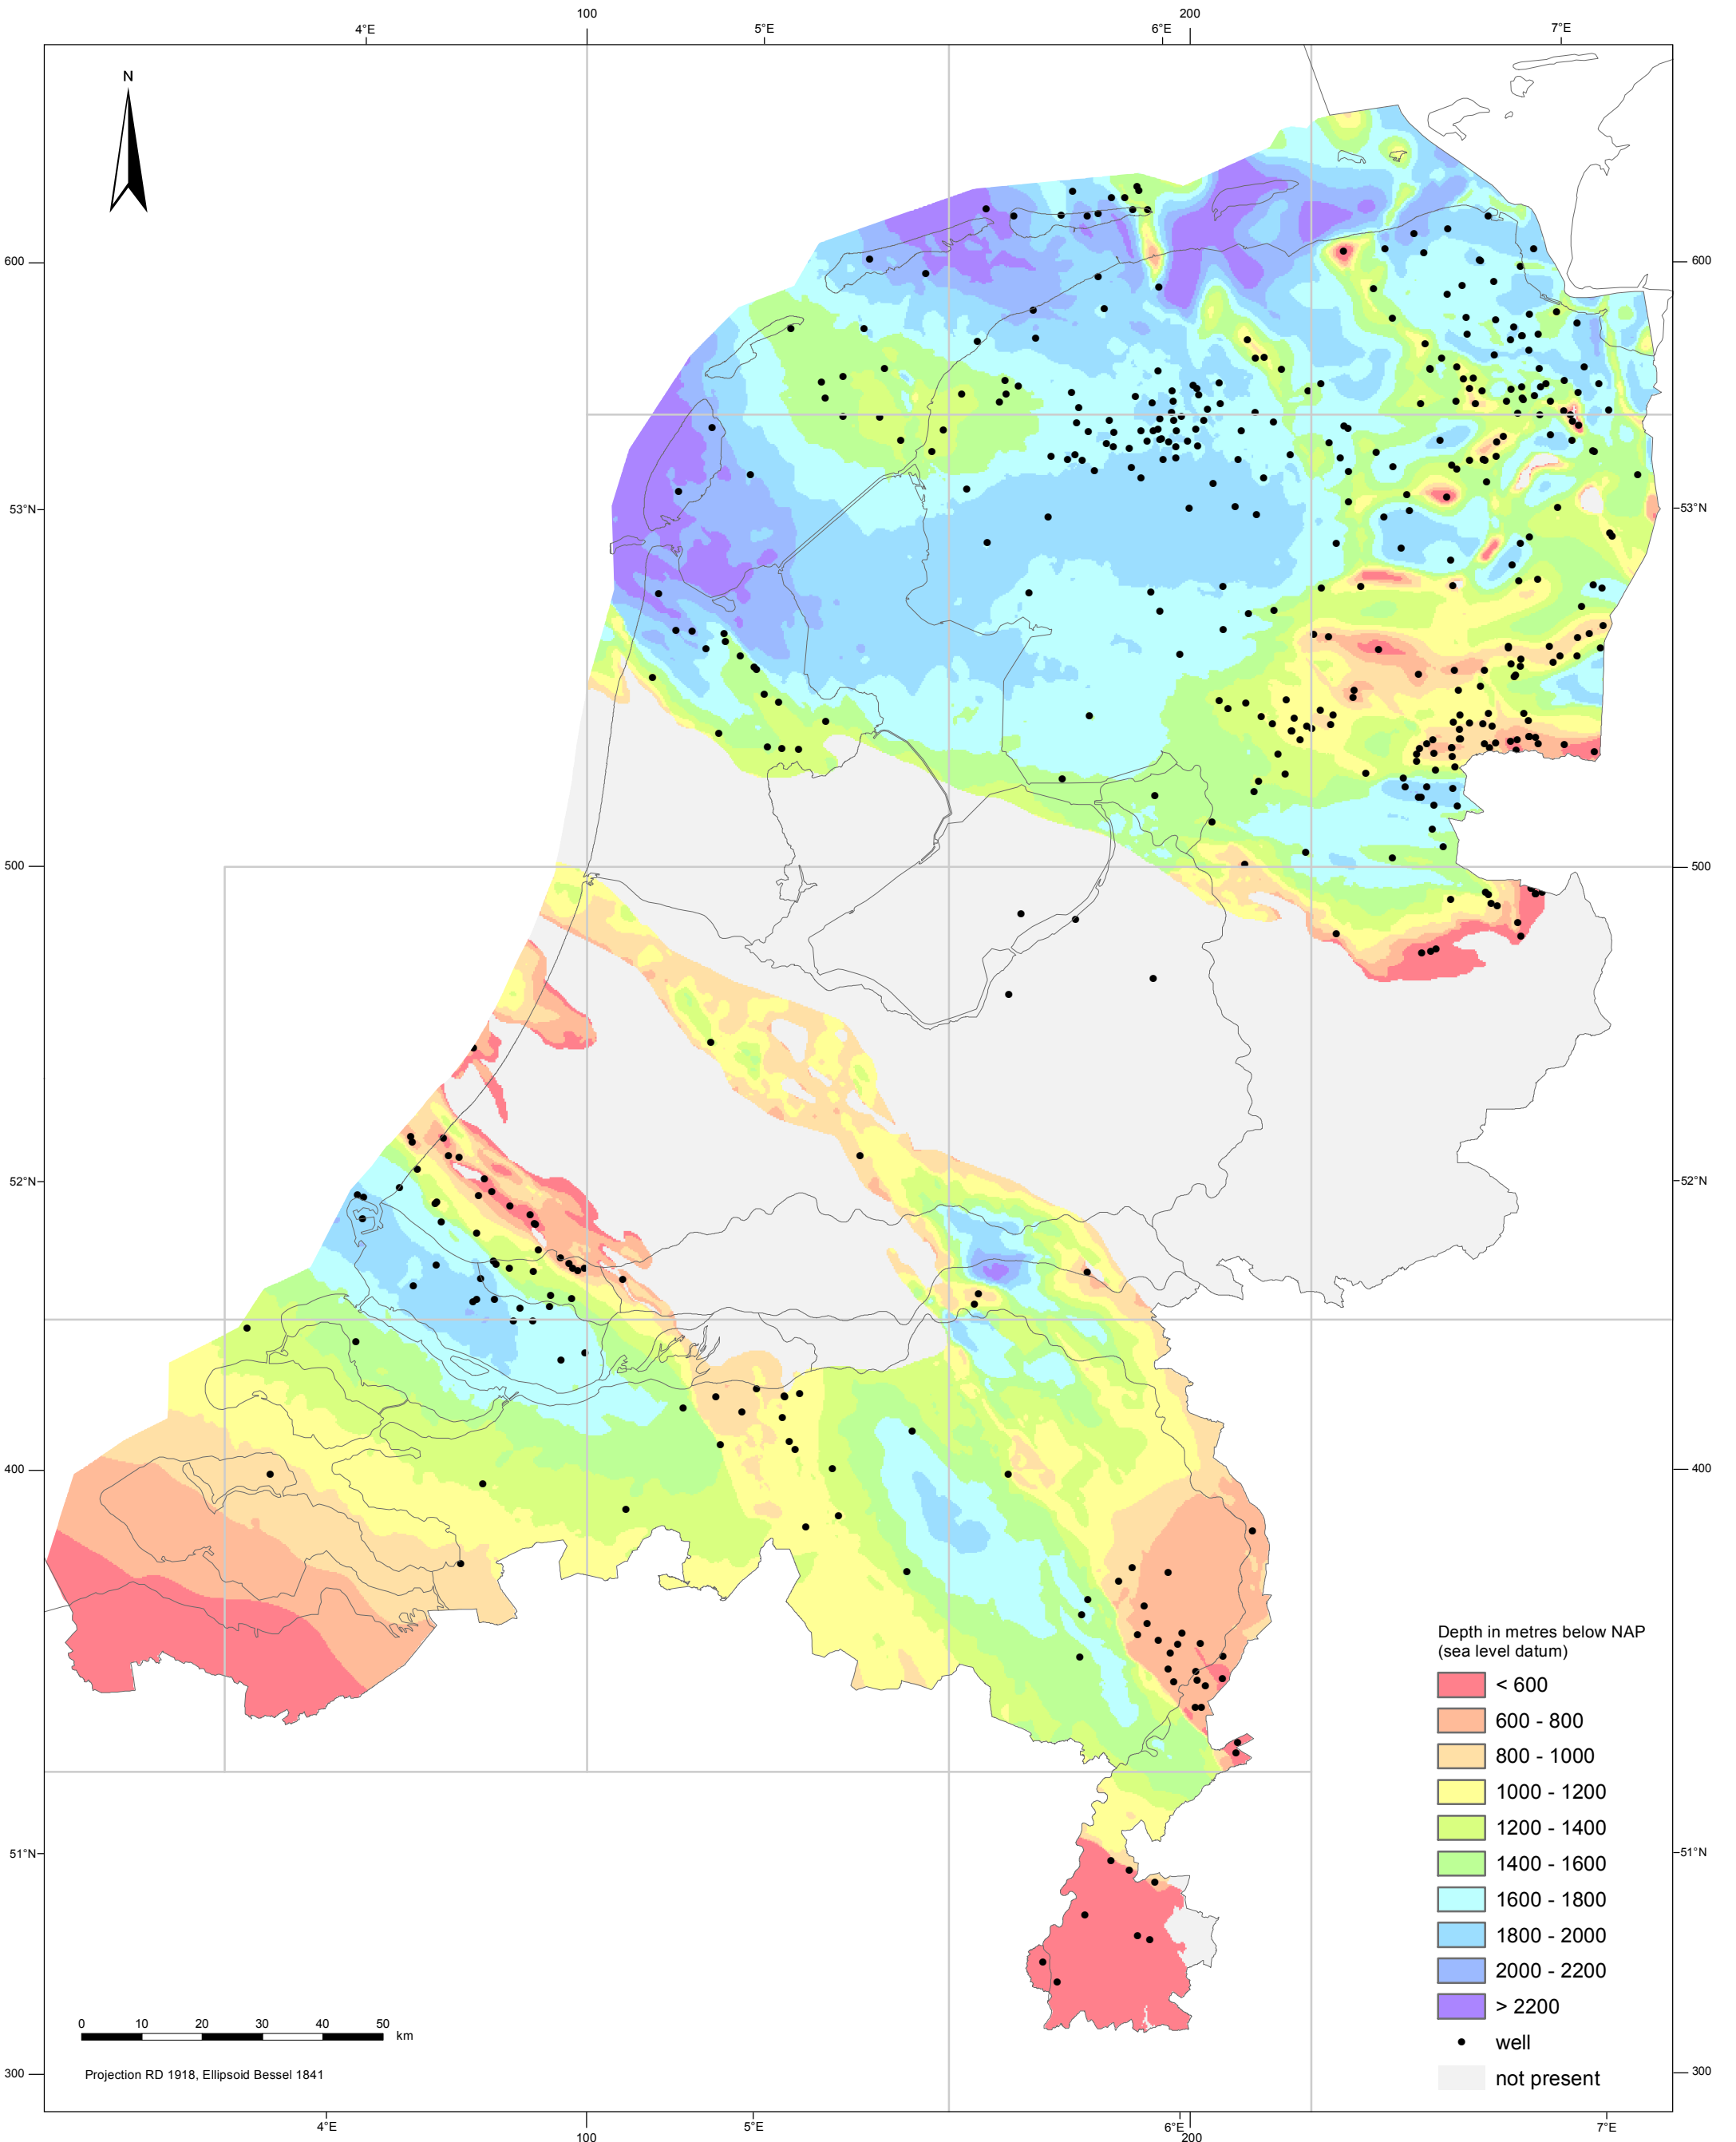 100
200
4°E
5°E
6°E
7°E
N
600
600
53°N
53°N
500
500
52°N
52°N
400
400
Depth in metres below NAP
(sea level datum)
< 600
600 - 800
800 - 1000
1000 - 1200
1200 - 1400
1400 - 1600
1600 - 1800
1800 - 2000
2000 - 2200
> 2200
well
not present
51°N
51°N
0 10 20 30 40 50 km
Projection RD 1918, Ellipsoid Bessel 1841
300
300
4°E
5°E
6°E
7°E
100
200